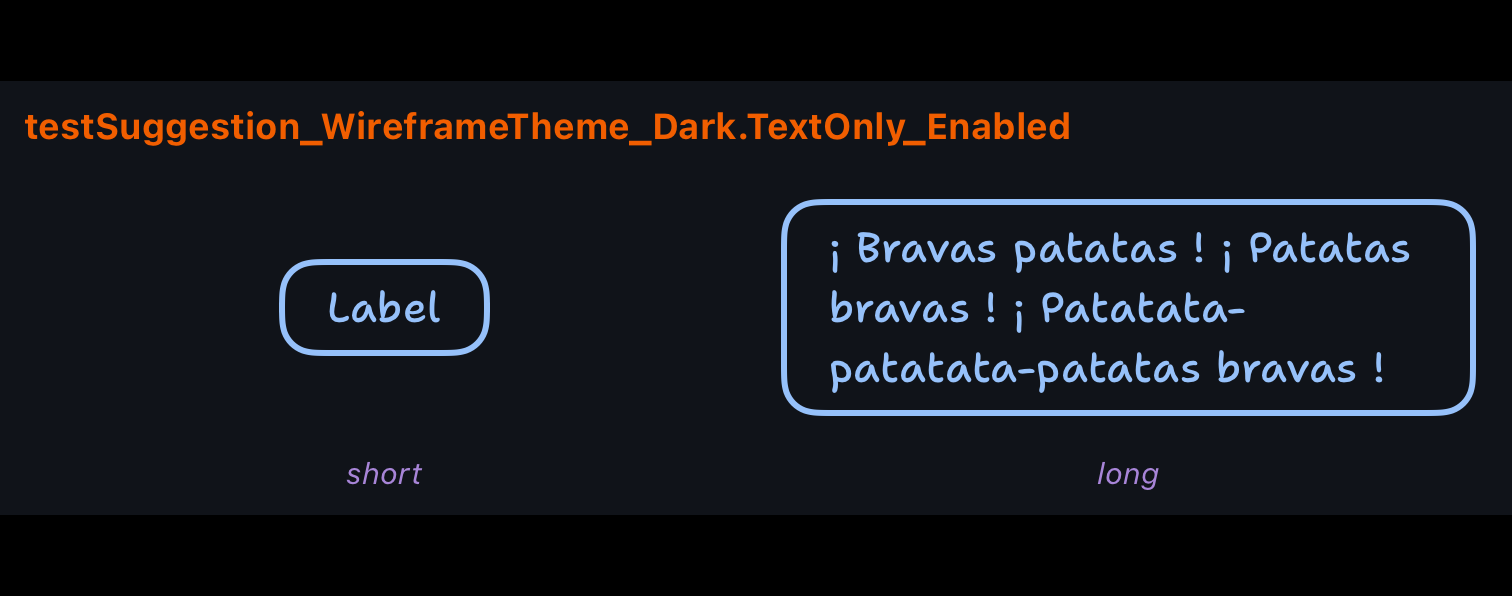 testSuggestion_WireframeTheme_Dark.TextOnly_Enabled
Label
¡ Bravas patatas ! ¡ Patatas
bravas ! ¡ Patatata-
patatata-patatas bravas !
short
long